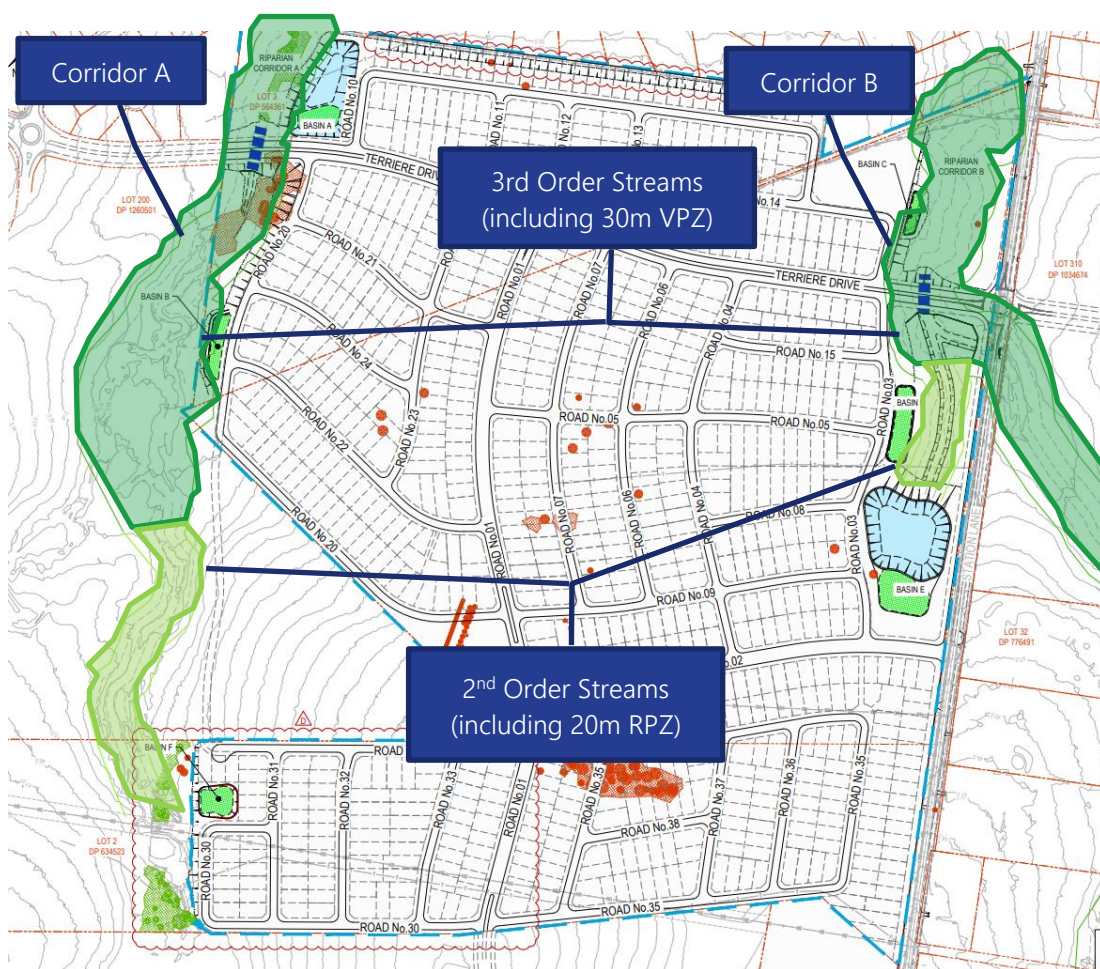 Corridor A
Corridor B
3rd Order Streams
(including 30m VPZ)
2nd Order Streams
(including 20m RPZ)
RIPARIAN
CORRIDOR A
LOT 3
DP 564361
BASIN A
ROAD No.10
ROAD No.11
ROAD No.12
ROAD No.13
TERRIERE DRIV
No.14
BASIN C
RIPARIAN
CORRIDOR B
LOT 200
DP 1260501
ROAD No.20
ROAD No.21
ROAD No.01
ROAD No.07
ROAD No.06
ROAD No.04
TERRIERE DRIVE
LOT 310
DP 1034674
BASIN B
ROAD No.24
ROAD No.15
ROAD No.03
ROAD No.22
ROAD No.23
ROAD No.05
ROAD No.05
BASIN
ROAD No.20
ROAD No.01
ROAD No.07
ROAD No.06
ROAD No.04
ROAD No.08
ROAD No.03
STATION LANE
ROAD No.09
BASIN E
LOT 32
DP 776491
o.02
D
BASIN F
ROAD
ROAD No.31
ROAD No.32
ROAD No.33
ROAD No.01
ROAD No.35
ROAD No.37
ROAD No.36
ROAD No.35
ROAD No.38
LOT 2
DP 634523
ROAD No.30
ROAD No.30
ROAD No.35